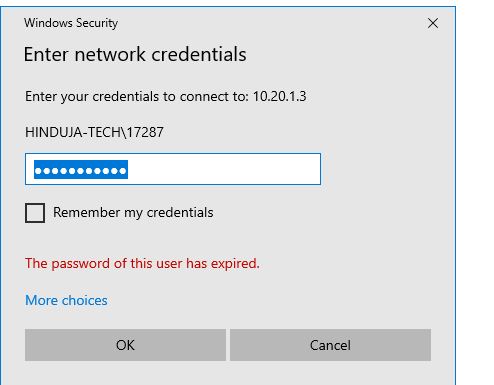 Windows Security
Enter network credentials
Enter your credentials to connect to: 10.20.1.3
HINDUJA-TECH\17287
●●●●●●●●●●●
Remember my credentials
The password of this user has expired.
More choices
OK
Cancel